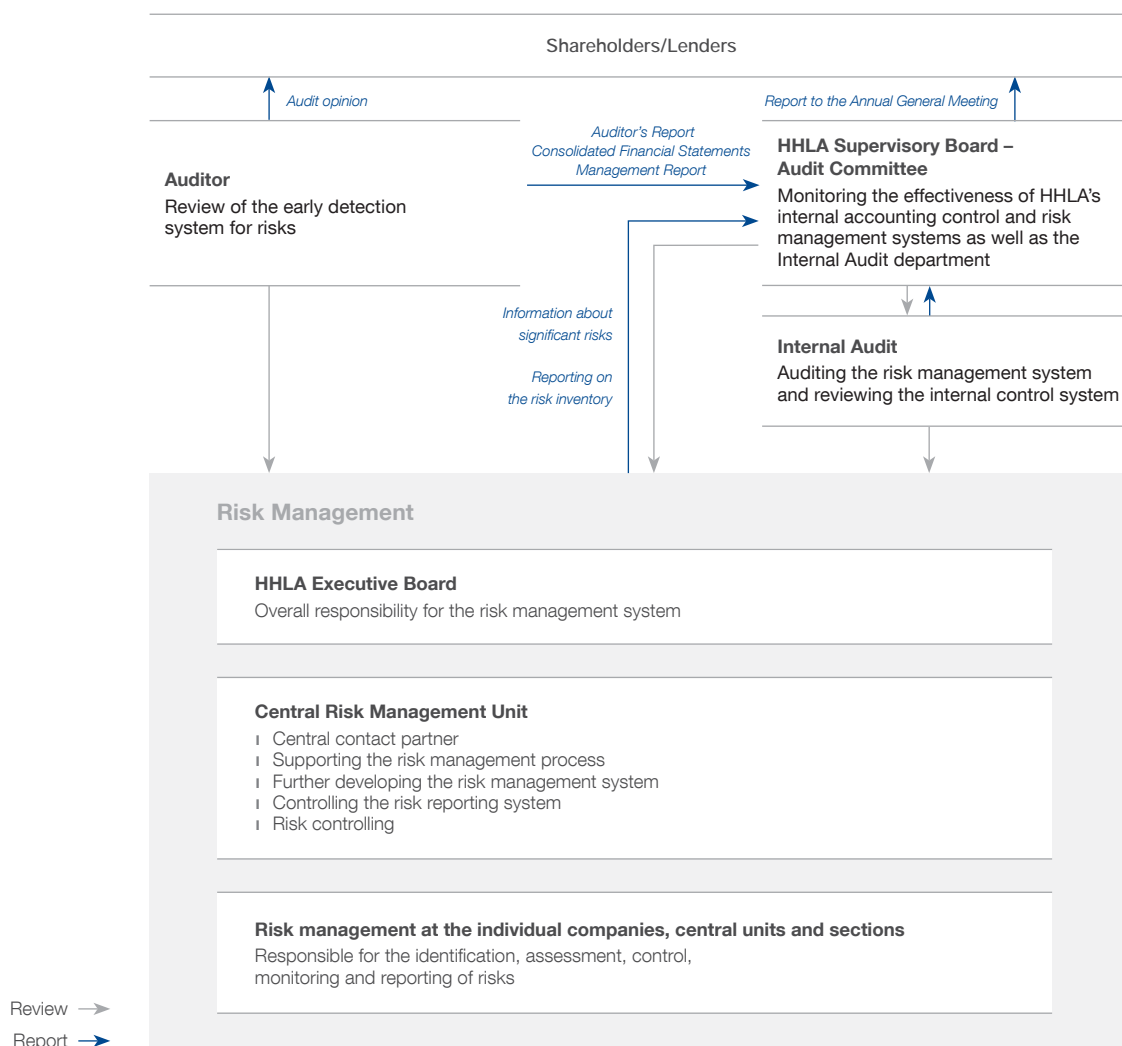 Shareholders/Lenders
Audit opinion
Report to the Annual General Meeting
Auditor
Review of the early detection
system for risks
Auditor's Report
Consolidated Financial Statements
Management Report
HHLA Supervisory Board –
Audit Committee
Monitoring the effectiveness of HHLA's
internal accounting control and risk
management systems as well as the
Internal Audit department
Information about
significant risks
Reporting on
the risk inventory
Internal Audit
Auditing the risk management system
and reviewing the internal control system
Risk Management
HHLA Executive Board
Overall responsibility for the risk management system
Central Risk Management Unit
Central contact partner
Supporting the risk management process
Further developing the risk management system
Controlling the risk reporting system
Risk controlling
Risk management at the individual companies, central units and sections
Responsible for the identification, assessment, control,
monitoring and reporting of risks
Review
Report